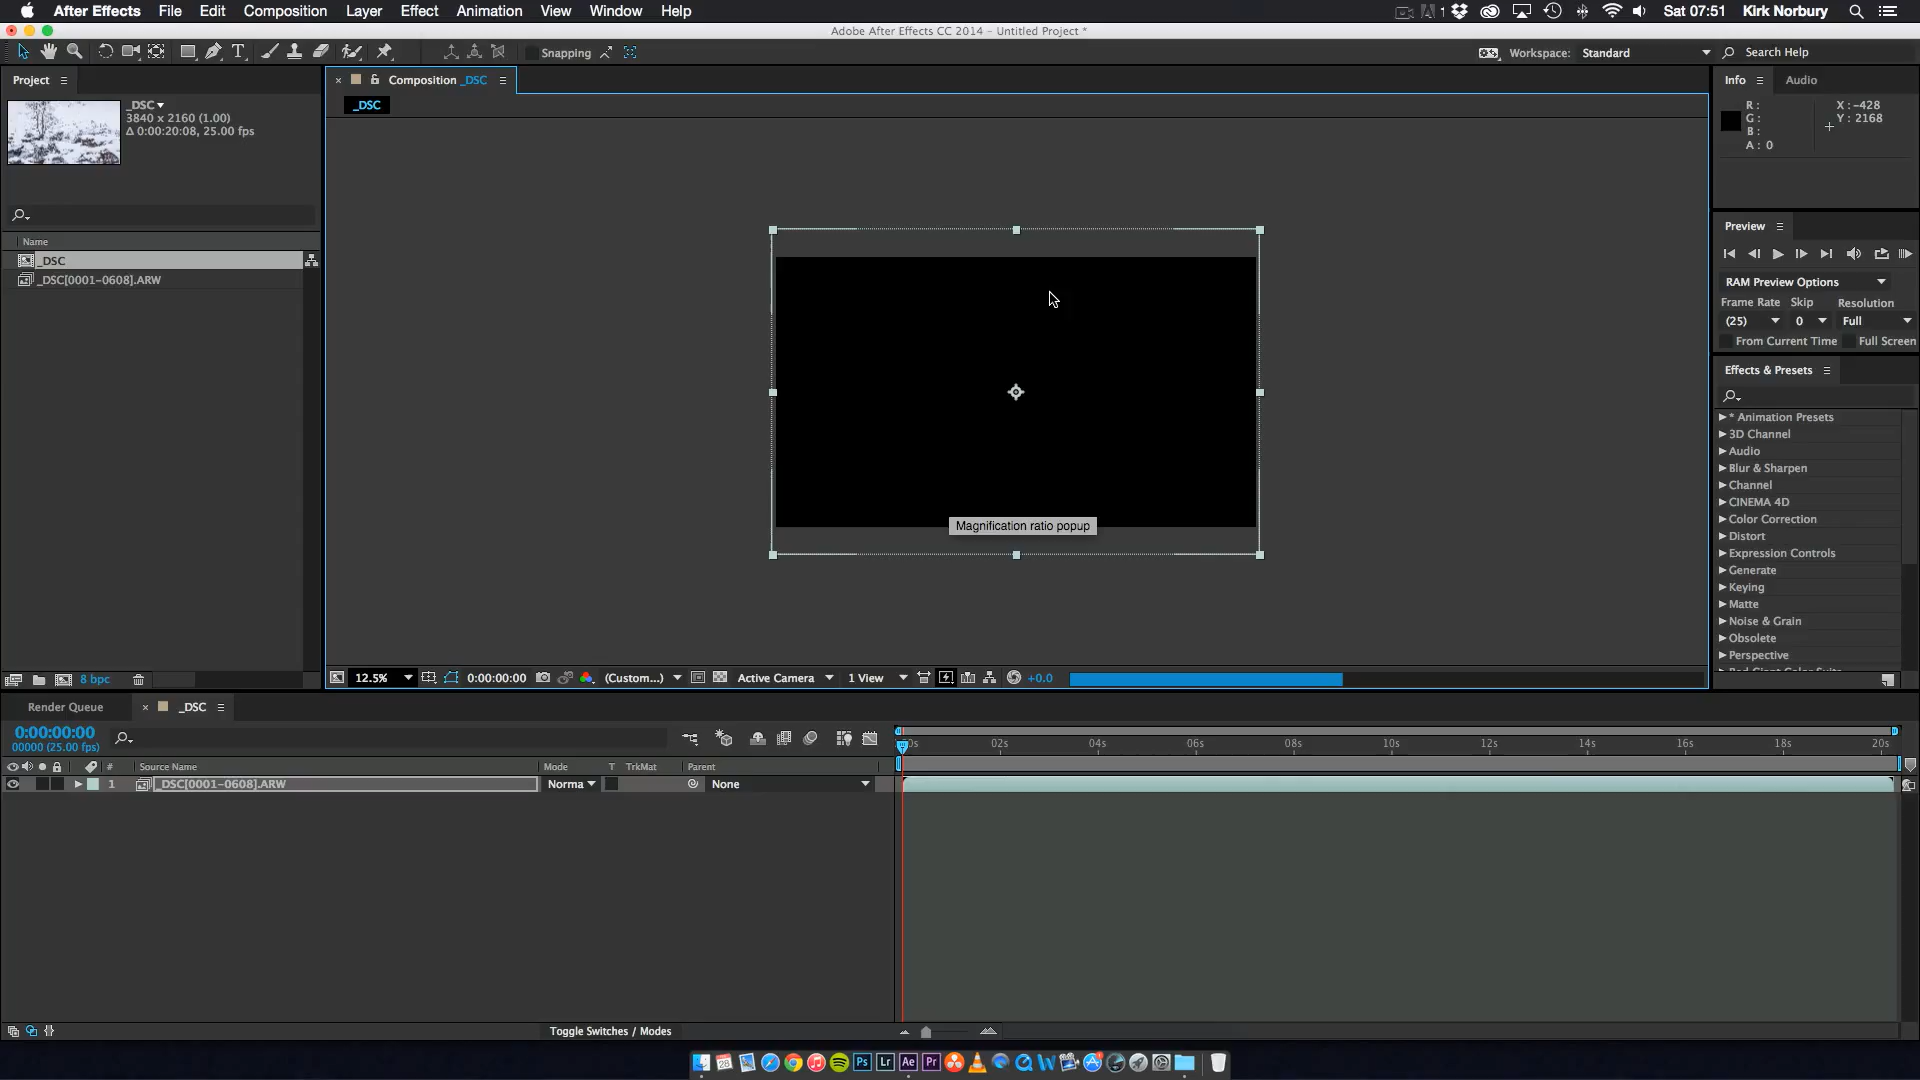 After Effects File Edit Composition Layer Effect Animation View Window Help
1 Sat 07:51 Kirk Norbury
Adobe After Effects CC 2014 - Untitled Project *
T Snapping Workspace: Standard Search Help
Project
_DSC
3840 x 2160 (1.00)
Δ 0:00:20:08, 25.00 fps
Name
_DSC
_DSC[0001-0608].ARW
8 bpc
Composition _DSC
_DSC
Magnification ratio popup
12.5% 0:00:00:00 (Custom...) Active Camera 1 View +0.0
Info Audio
R : X : -428
G : Y : 2168
B :
A : 0
Preview
RAM Preview Options
Frame Rate Skip Resolution
(25) 0 Full
From Current Time Full Screen
Effects & Presets
* Animation Presets
3D Channel
Audio
Blur & Sharpen
Channel
CINEMA 4D
Color Correction
Distort
Expression Controls
Generate
Keying
Matte
Noise & Grain
Obsolete
Perspective
Render Queue _DSC
0:00:00:00
00000 (25.00 fps)
02s 04s 06s 08s 10s 12s 14s 16s 18s 20s
# Source Name Mode T TrkMat Parent
1 _DSC[0001-0608].ARW Norma None
Toggle Switches / Modes
28 Ps Lr Ae Pr W